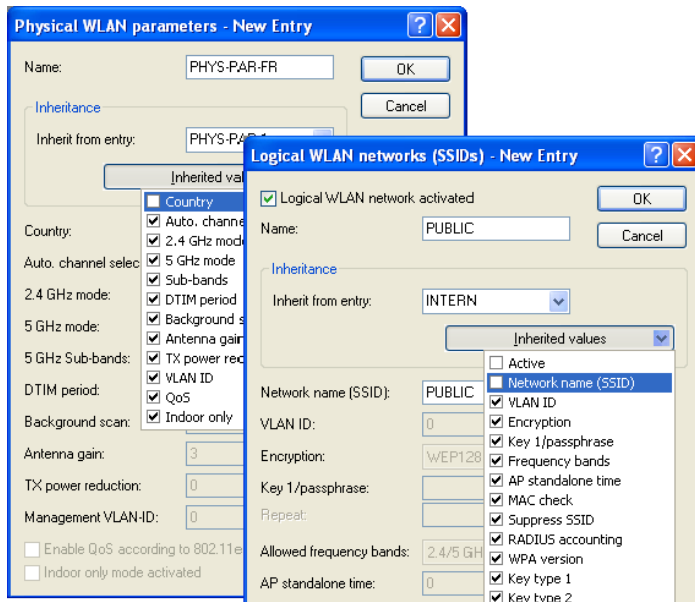 Physical WLAN parameters - New Entry
Name:
PHYS-PAR-FR
OK
Cancel
Inheritance
Inherit from entry:
Inherited
Country
Auto.
2.4 GHz
5 GHz mode
Sub-bands
DTIM period
Background
Antenna
TX power
VLAN ID
QoS
Indoor only
Country:
Auto. channel
2.4 GHz mode:
5 GHz mode:
5 GHz Sub-bands:
DTIM period:
Background scan:
Antenna gain:
3
TX power reduction:
0
Management VLAN-ID:
0
Enable QoS according to 802.11e
Indoor only mode activated
Logical WLAN networks (SSIDs) - New Entry
Logical WLAN network activated
OK
Name:
PUBLIC
Cancel
Inheritance
Inherit from entry:
INTERN
Inherited values
Active
Network name (SSID)
VLAN ID
Encryption
Key 1/passphrase
Frequency bands
AP standalone time
MAC check
Suppress SSID
RADIUS accounting
WPA version
Key type 1
Key type 2
Network name (SSID):
PUBLIC
VLAN ID:
0
Encryption:
WEP128
Key 1/passphrase:
Repeat:
Allowed frequency bands:
2.4/5 GH
AP standalone time:
0